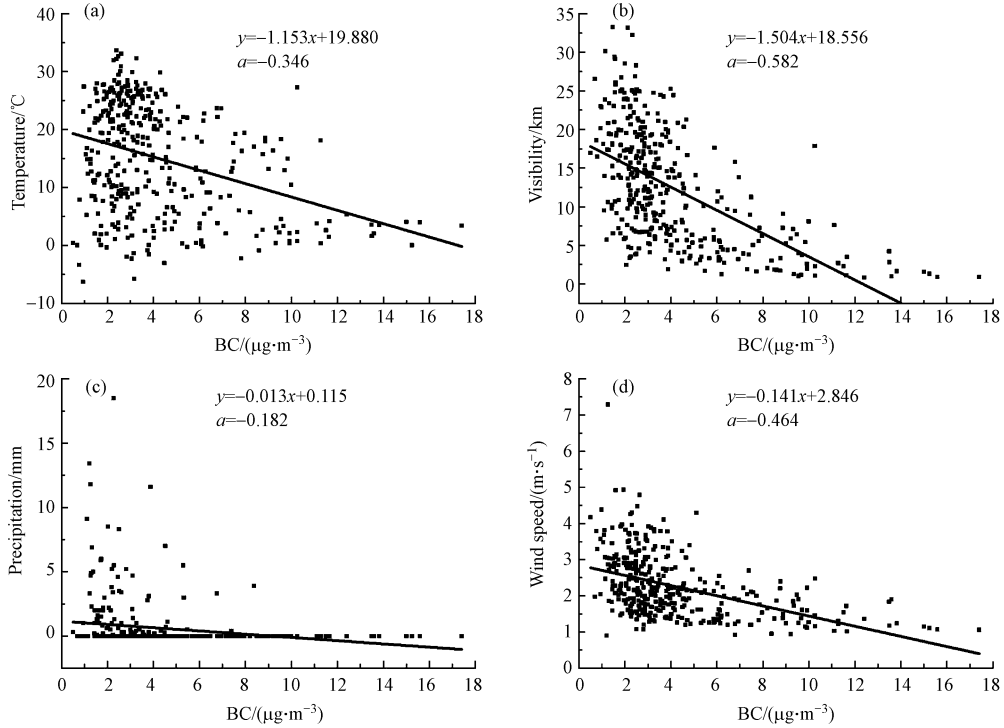 (a)
y=−1.153x+19.880
a=−0.346
Temperature/℃
40
30
20
10
0
−10
0 2 4 6 8 10 12 14 16 18
BC/(μg·m⁻³)
(b)
y=−1.504x+18.556
a=−0.582
Visibility/km
35
30
25
20
15
10
5
0
0 2 4 6 8 10 12 14 16 18
BC/(μg·m⁻³)
(c)
y=−0.013x+0.115
a=−0.182
Precipitation/mm
20
15
10
5
0
0 2 4 6 8 10 12 14 16 18
BC/(μg·m⁻³)
(d)
y=−0.141x+2.846
a=−0.464
Wind speed/(m·s⁻¹)
8
7
6
5
4
3
2
1
0
0 2 4 6 8 10 12 14 16 18
BC/(μg·m⁻³)